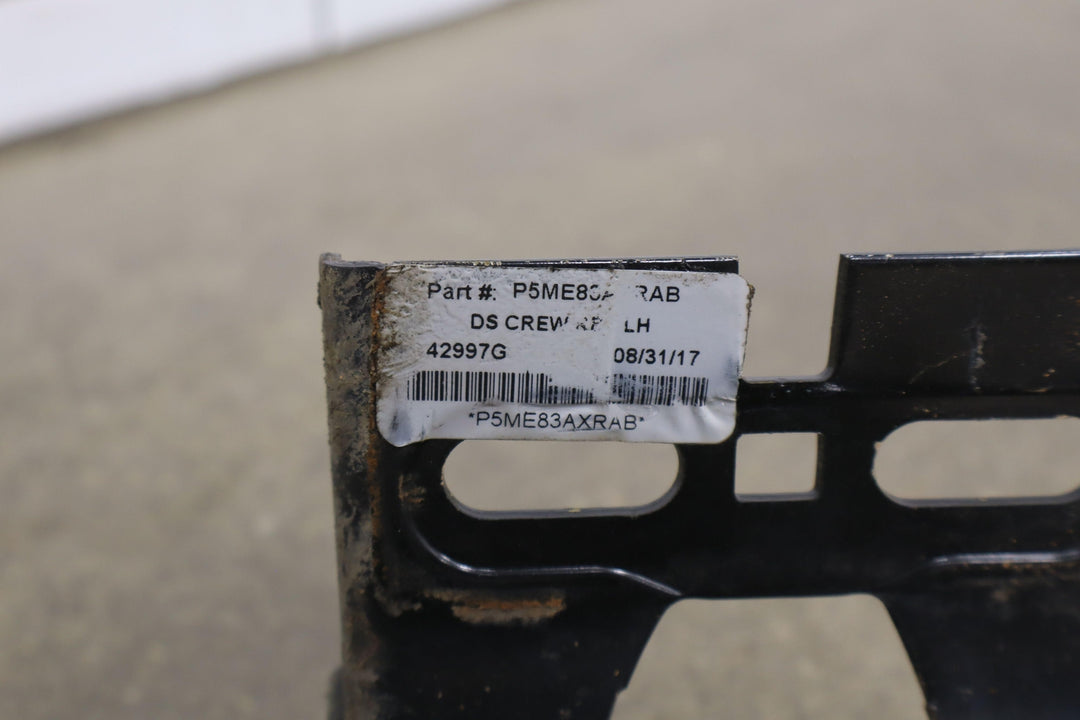 Part #: P5ME83A RAB
DS CREW LH
42997G 08/31/17
*P5ME83AXRAB*